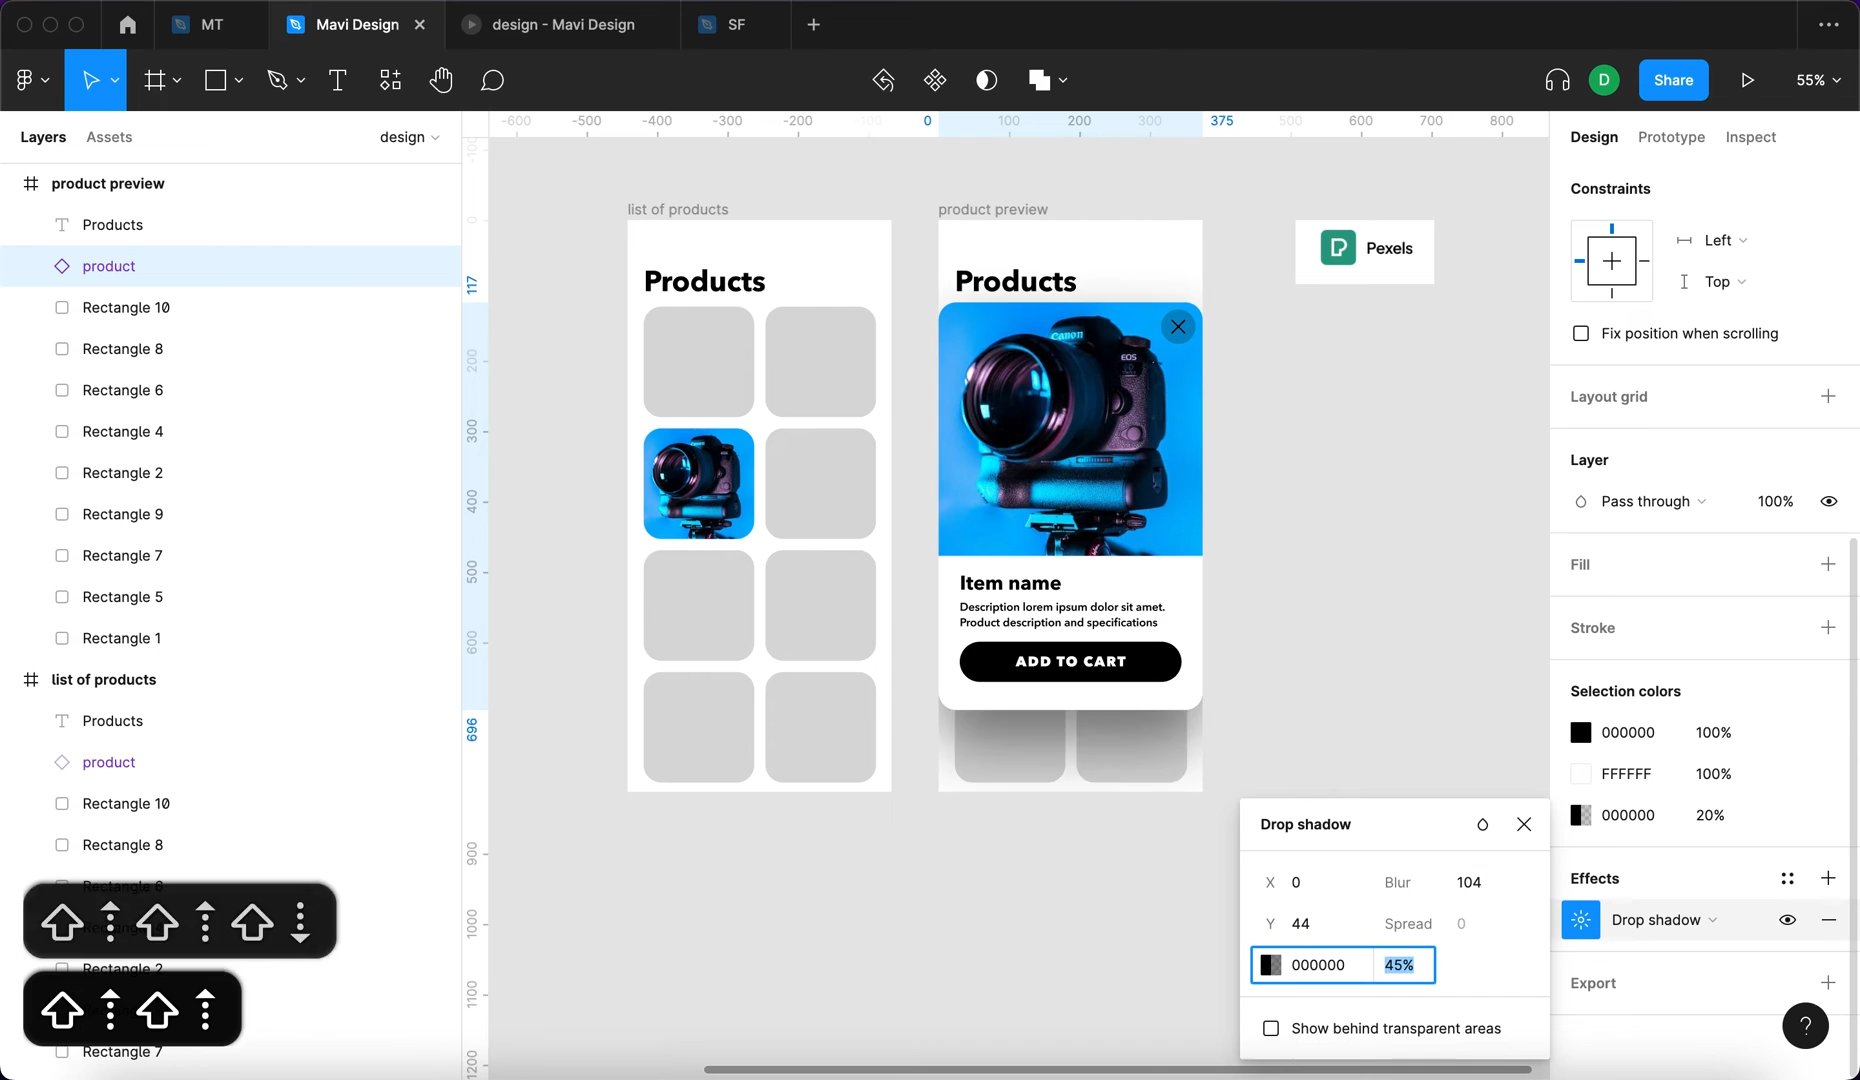 MT
Mavi Design
design - Mavi Design
SF
Share
D
55%
Layers
Assets
design
product preview
Products
product
Rectangle 10
Rectangle 8
Rectangle 6
Rectangle 4
Rectangle 2
Rectangle 9
Rectangle 7
Rectangle 5
Rectangle 1
list of products
Products
product
Rectangle 10
Rectangle 8
Rectangle 6
Rectangle 2
Rectangle 7
-600 -500 -400 -300 -200 -100 0 100 200 300 375 500 600 700 800
-100
0
117
200
300
400
500
600
696
900
1000
1100
1200
list of products
Products
product preview
Products
Canon
EOS
Item name
Description lorem ipsum dolor sit amet.
Product description and specifications
ADD TO CART
Pexels
Drop shadow
X 0 Blur 104
Y 44 Spread 0
000000 45%
Show behind transparent areas
Design
Prototype
Inspect
Constraints
Left
Top
Fix position when scrolling
Layout grid
Layer
Pass through 100%
Fill
Stroke
Selection colors
000000 100%
FFFFFF 100%
000000 20%
Effects
Drop shadow
Export
?